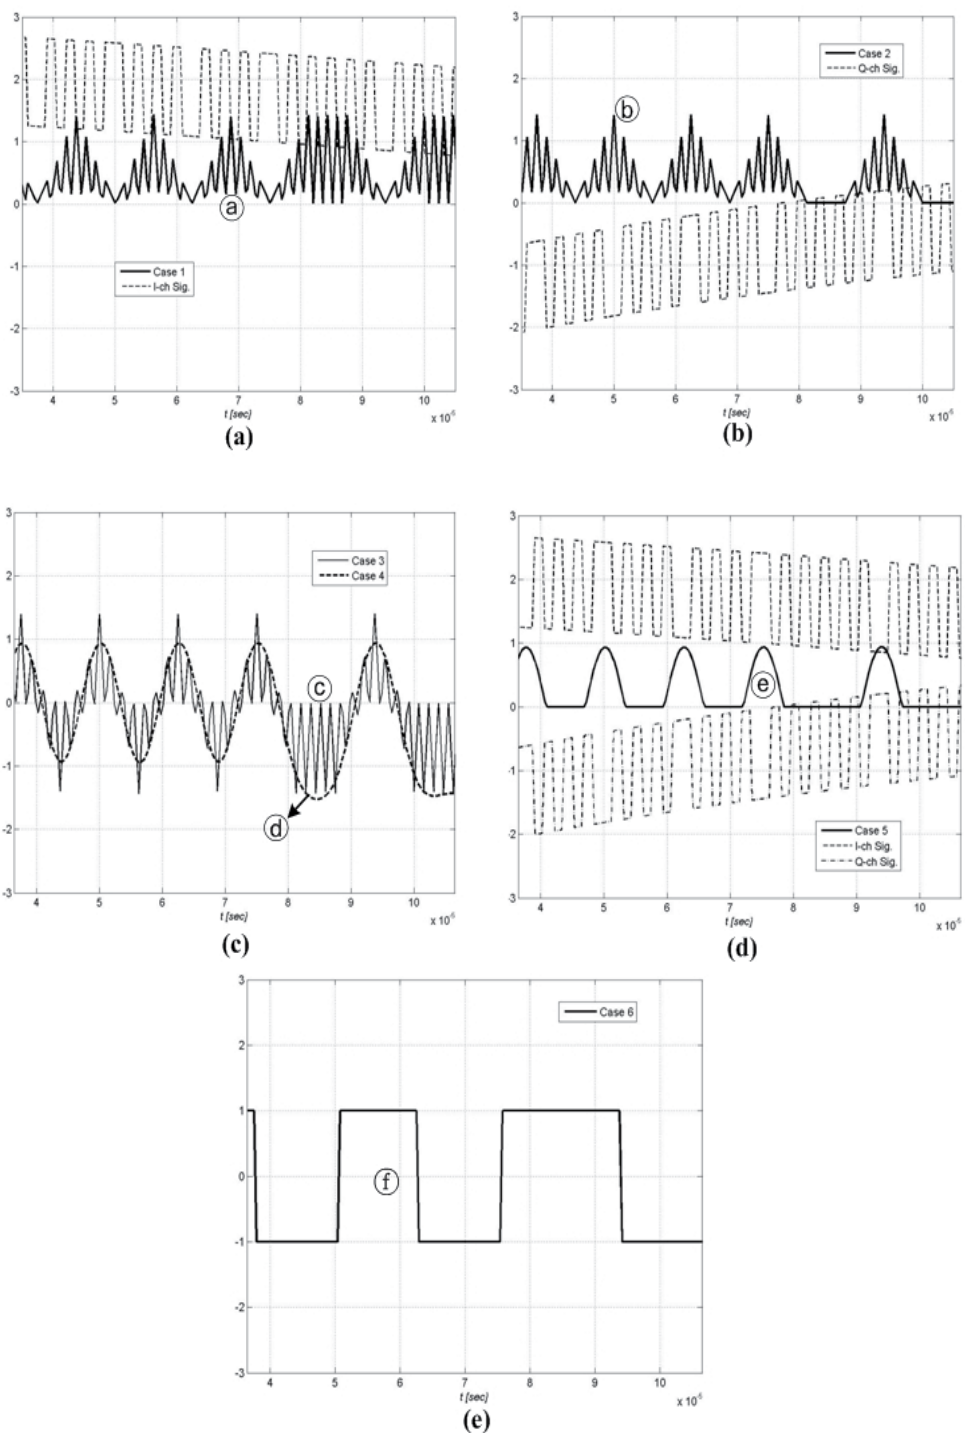 3
2
1
0
-1
-2
-3
ⓐ
Case 1
I-ch Sig.
4 5 6 7 8 9 10
t [sec]
x 10⁻⁶
(a)
3
2
1
0
-1
-2
-3
Case 2
Q-ch Sig.
ⓑ
4 5 6 7 8 9 10
t [sec]
x 10⁻⁶
(b)
3
2
1
0
-1
-2
-3
Case 3
Case 4
ⓒ
ⓓ
4 5 6 7 8 9 10
t [sec]
x 10⁻⁶
(c)
3
2
1
0
-1
-2
-3
ⓔ
Case 5
I-ch Sig.
Q-ch Sig.
4 5 6 7 8 9 10
t [sec]
x 10⁻⁶
(d)
3
2
1
0
-1
-2
-3
Case 6
ⓕ
4 5 6 7 8 9 10
t [sec]
x 10⁻⁶
(e)